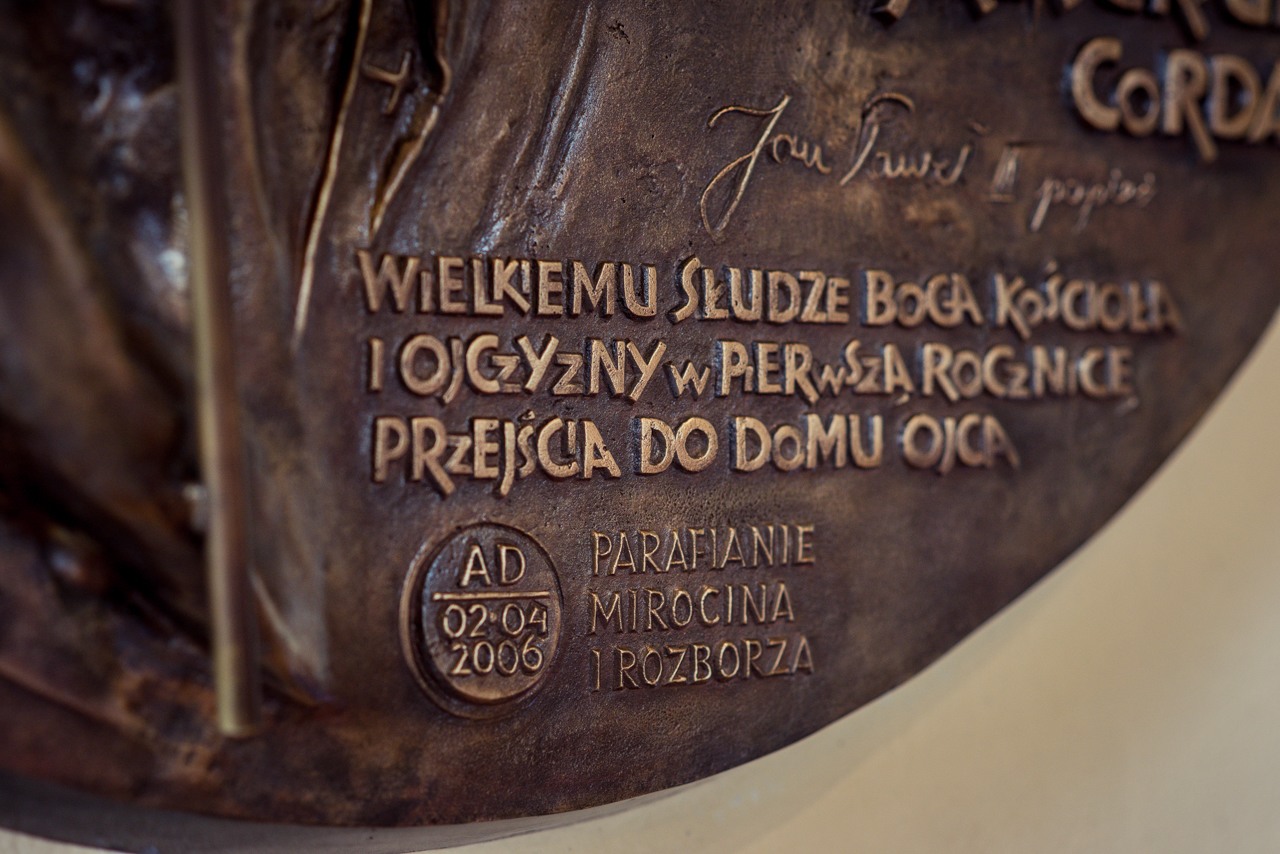 CORDA
Jan Paweł II papież
WIELKIEMU SŁUDZE BOGA KOŚCIOŁA
I OJCZYZNY W PIERWSZĄ ROCZNICĘ
PRZEJŚCIA DO DOMU OJCA
AD
02·04
2006
PARAFIANIE
MIROCINA
I ROZBORZA